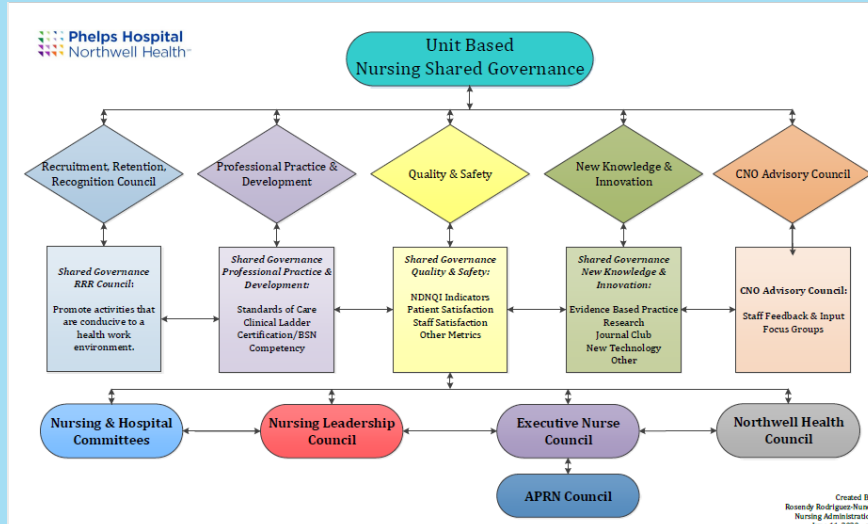 Phelps Hospital
Northwell Health
Unit Based
Nursing Shared Governance
Recruitment, Retention,
Recognition Council
Professional Practice &
Development
Quality & Safety
New Knowledge &
Innovation
CNO Advisory Council
Shared Governance
RRR Council:
Promote activities that
are conducive to a
health work
environment.
Shared Governance
Professional Practice &
Development:
Standards of Care
Clinical Ladder
Certification/BSN
Competency
Shared Governance
Quality & Safety:
NDNQI Indicators
Patient Satisfaction
Staff Satisfaction
Other Metrics
Shared Governance
New Knowledge &
Innovation:
Evidence Based Practice
Research
Journal Club
New Technology
Other
CNO Advisory Council:
Staff Feedback & Input
Focus Groups
Nursing & Hospital
Committees
Nursing Leadership
Council
Executive Nurse
Council
Northwell Health
Council
APRN Council
Created B
Rosendy Rodriguez-Nun
Nursing Administratio